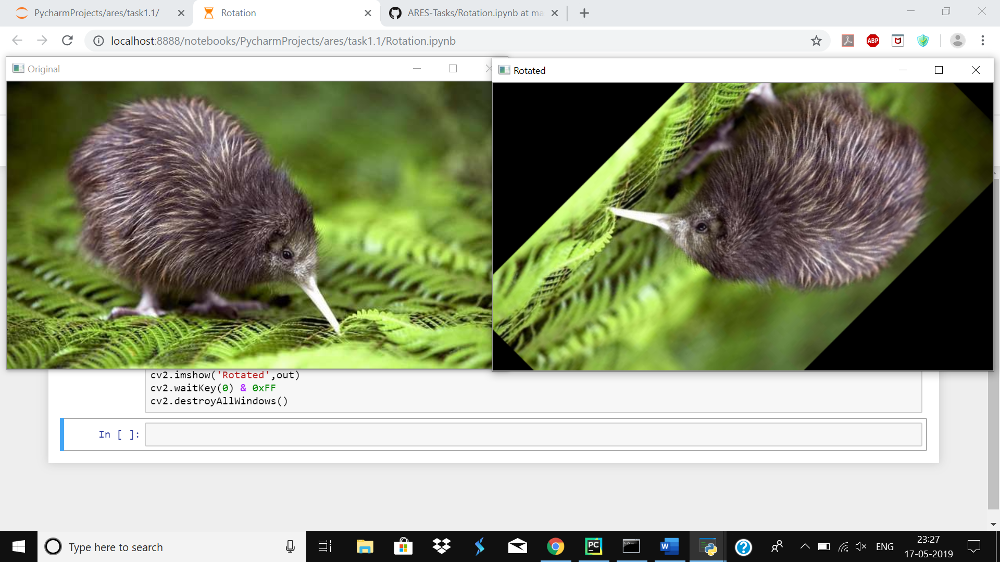 PycharmProjects/ares/task1.1/
Rotation
ARES-Tasks/Rotation.ipynb at ma
localhost:8888/notebooks/PycharmProjects/ares/task1.1/Rotation.ipynb
ABP
Original
Rotated
cv2.imshow('Rotated',out)
cv2.waitKey(0) & 0xFF
cv2.destroyAllWindows()
In [ ]:
Type here to search
PC
W
?
ENG
23:27
17-05-2019